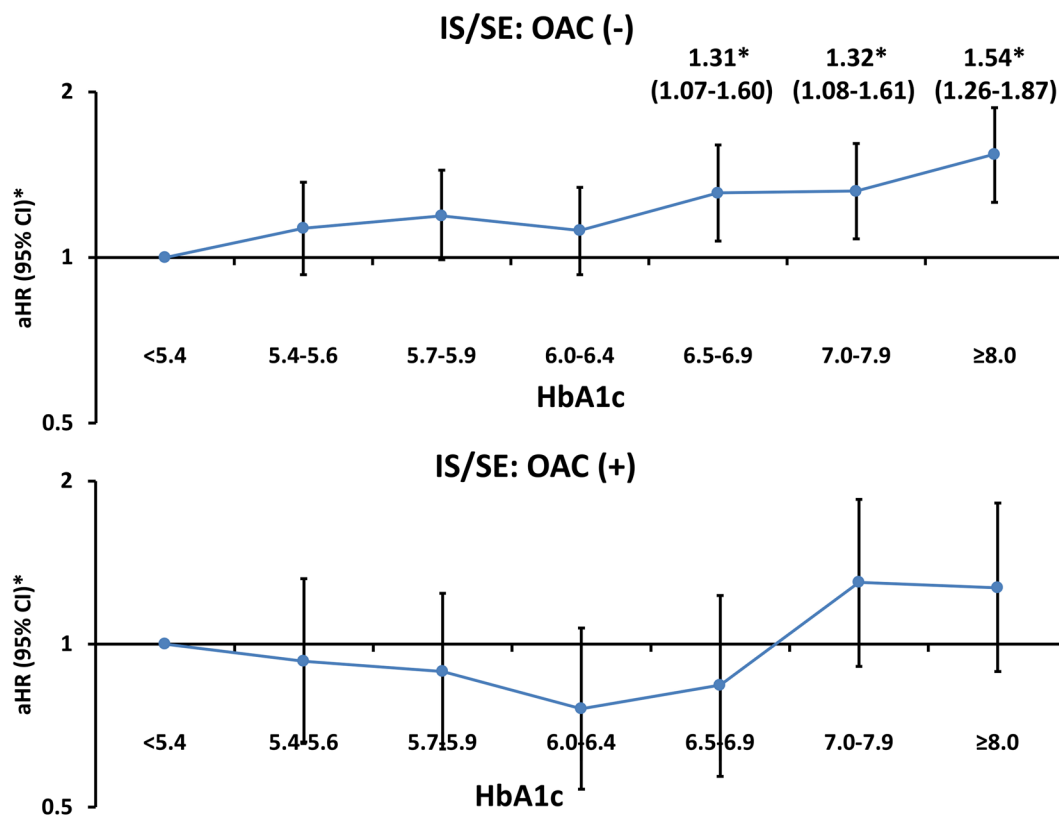 IS/SE: OAC (-)
1.31* 1.32* 1.54*
(1.07-1.60) (1.08-1.61) (1.26-1.87)
2
1
0.5
aHR (95% CI)*
<5.4 5.4-5.6 5.7-5.9 6.0-6.4 6.5-6.9 7.0-7.9 ≥8.0
HbA1c
IS/SE: OAC (+)
2
1
0.5
aHR (95% CI)*
<5.4 5.4-5.6 5.7-5.9 6.0-6.4 6.5-6.9 7.0-7.9 ≥8.0
HbA1c